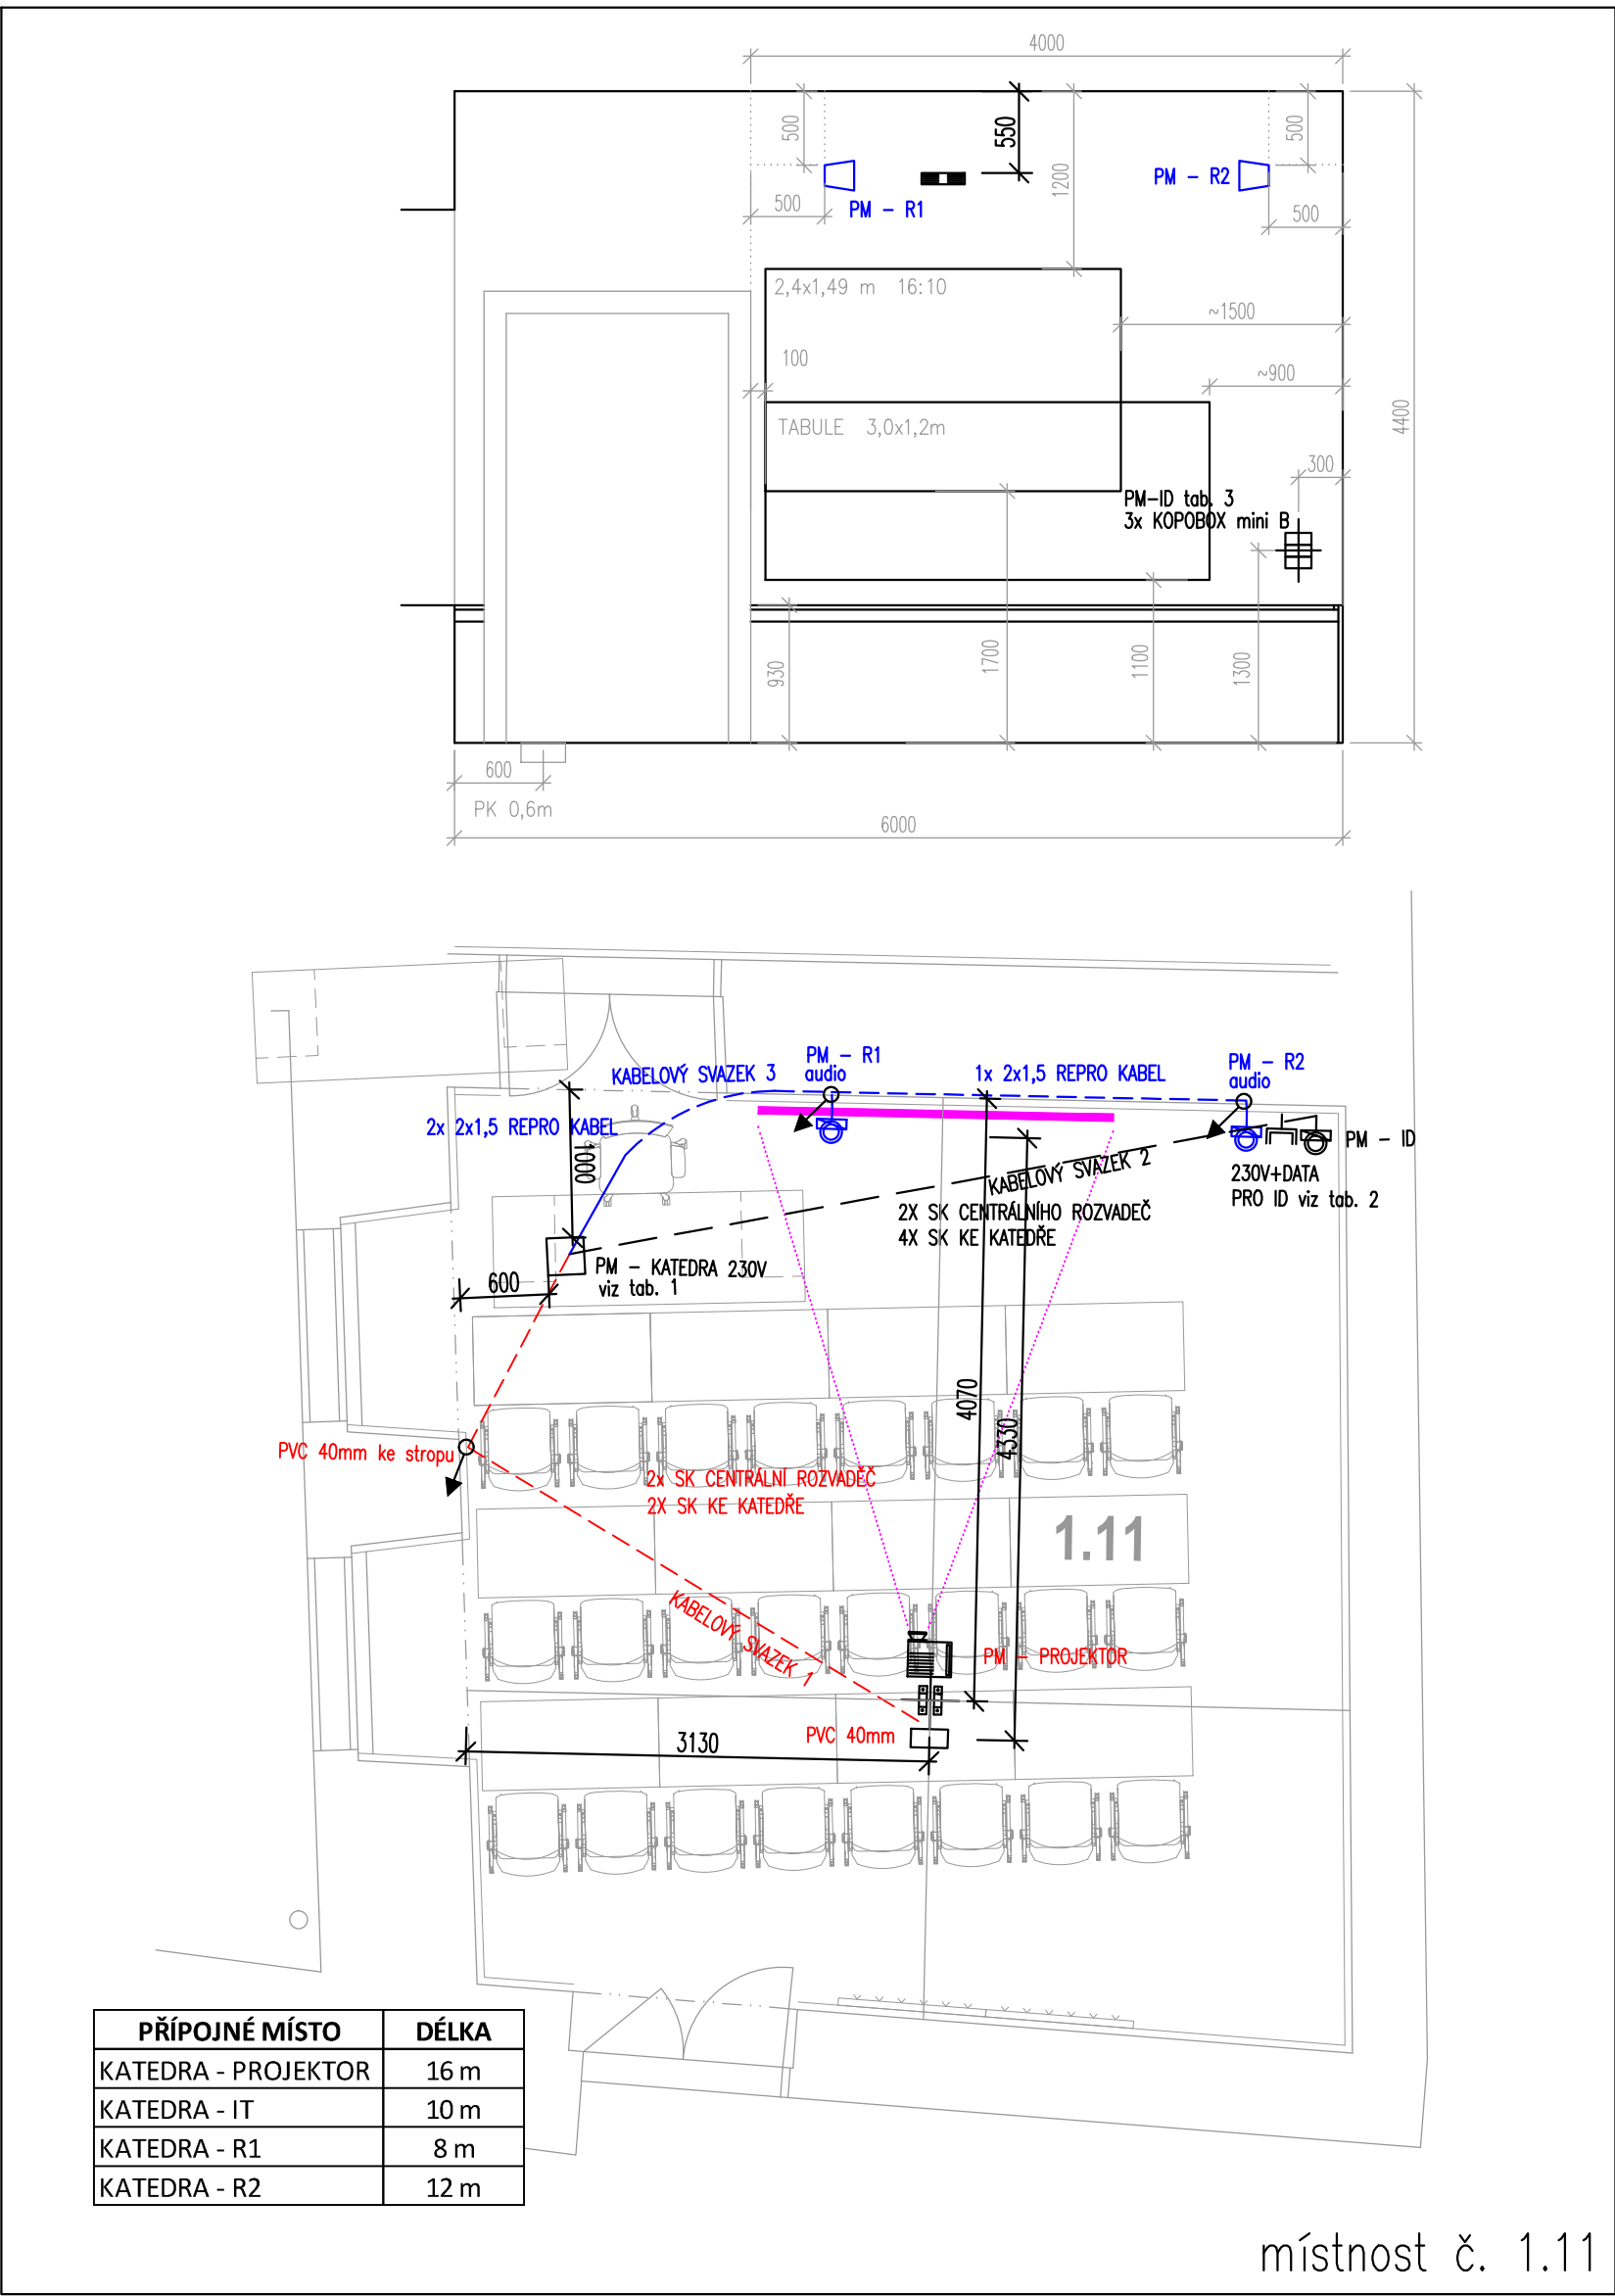 4000
500
550
1200
500
PM - R2
500
PM - R1
500
2,4x1,49 m 16:10
~1500
100
~900
4400
TABULE 3,0x1,2m
300
PM-ID tab. 3
3x KOPOBOX mini B
930
1700
1100
1300
600
PK 0,6m
6000
PM - R1
audio
KABELOVÝ SVAZEK 3
1x 2x1,5 REPRO KABEL
PM - R2
audio
2x 2x1,5 REPRO KABEL
1000
PM - ID
KABELOVÝ SVAZEK 2
230V+DATA
PRO ID viz tab. 2
2X SK CENTRÁLNÍHO ROZVADEČ
4X SK KE KATEDŘE
PM - KATEDRA 230V
viz tab. 1
600
4070
4330
PVC 40mm ke stropu
2x SK CENTRÁLNÍ ROZVADĚČ
2X SK KE KATEDŘE
1.11
KABELOVÝ SVAZEK 1
PM - PROJEKTOR
PVC 40mm
3130
PŘÍPOJNÉ MÍSTO DÉLKA
KATEDRA - PROJEKTOR 16 m
KATEDRA - IT 10 m
KATEDRA - R1 8 m
KATEDRA - R2 12 m
místnost č. 1.11